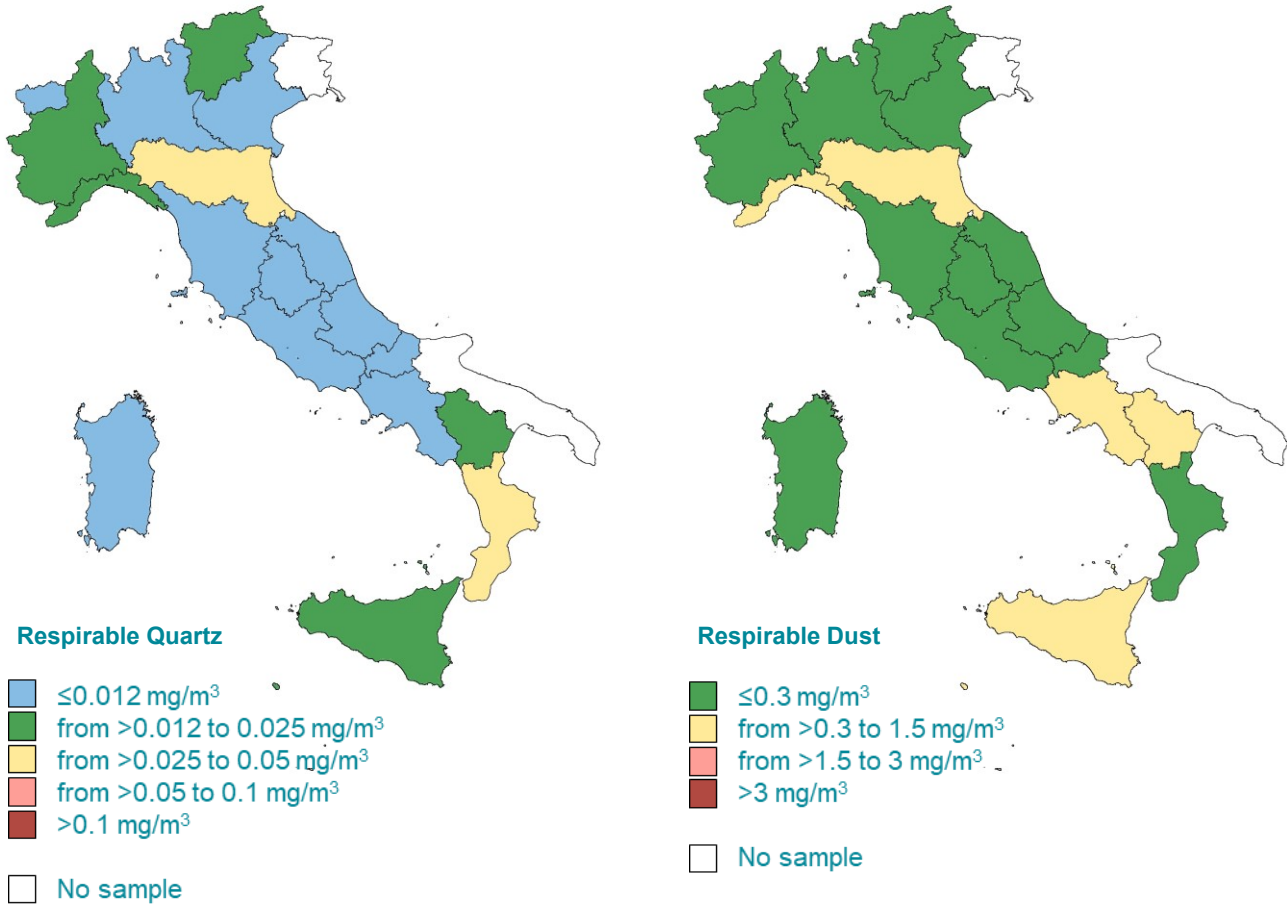 Respirable Quartz
≤0.012 mg/m³
from >0.012 to 0.025 mg/m³
from >0.025 to 0.05 mg/m³
from >0.05 to 0.1 mg/m³
>0.1 mg/m³
No sample
Respirable Dust
≤0.3 mg/m³
from >0.3 to 1.5 mg/m³
from >1.5 to 3 mg/m³
>3 mg/m³
No sample